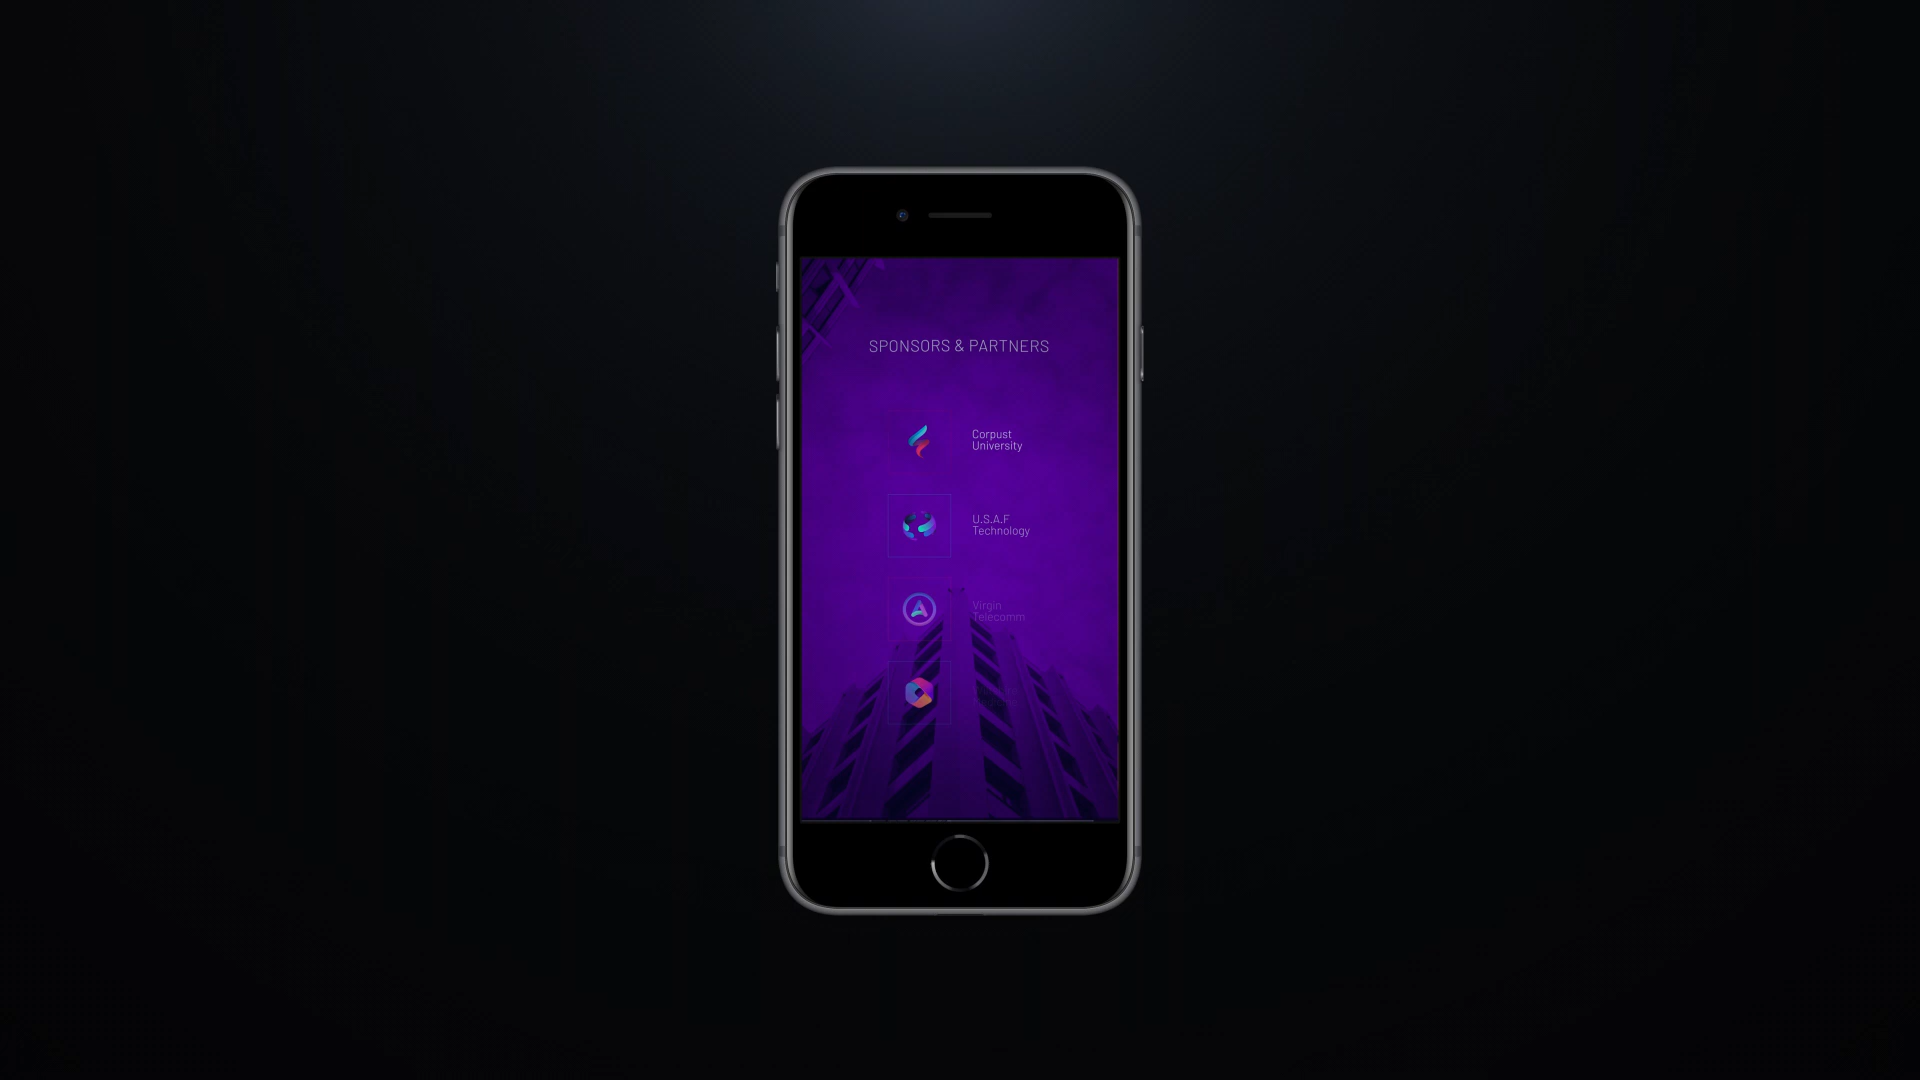 SPONSORS & PARTNERS
Corpust
University
U.S.A.F
Technology
Virgin
Telecomm